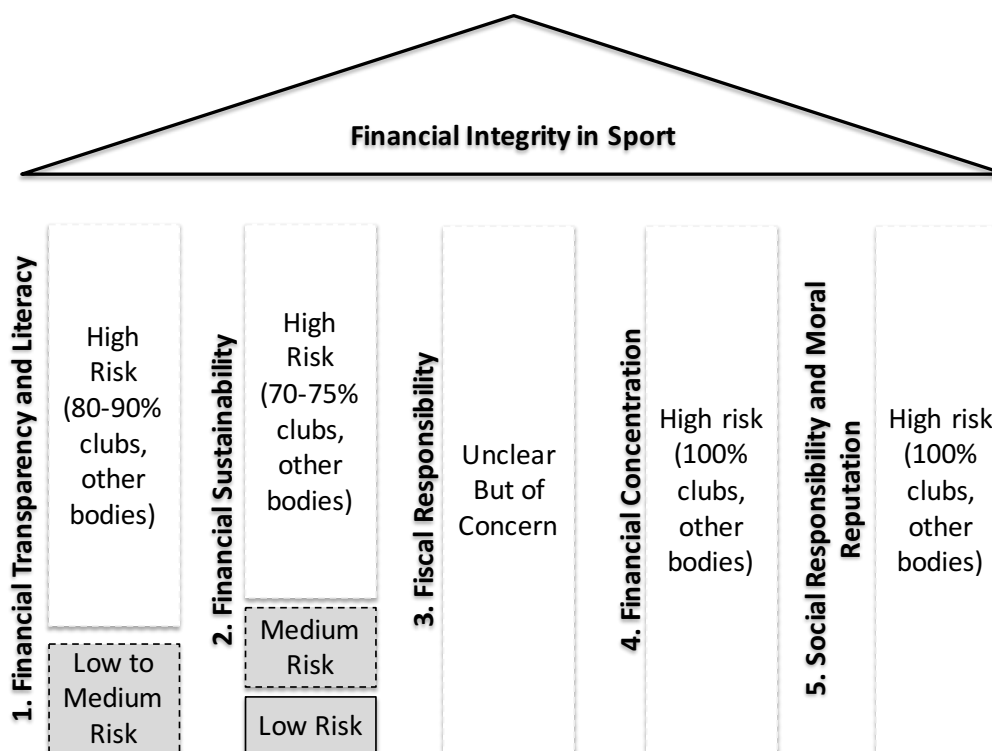 Financial Integrity in Sport
1. Financial Transparency and Literacy
High
Risk
(80-90%
clubs,
other
bodies)
Low to
Medium
Risk
2. Financial Sustainability
High
Risk
(70-75%
clubs,
other
bodies)
Medium
Risk
Low Risk
3. Fiscal Responsibility
Unclear
But of
Concern
4. Financial Concentration
High risk
(100%
clubs,
other
bodies)
5. Social Responsibility and Moral
Reputation
High risk
(100%
clubs,
other
bodies)